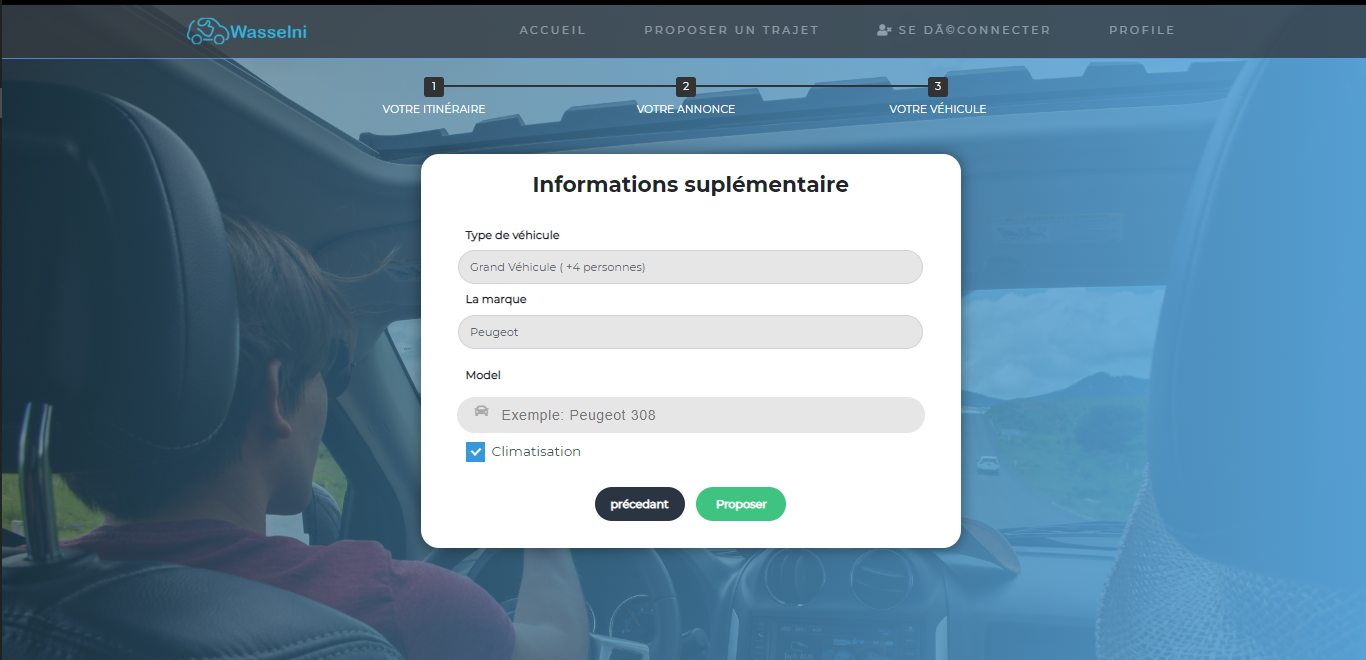 Wasselni
ACCUEIL
PROPOSER UN TRAJET
SE DÃ©CONNECTER
PROFILE
1
2
3
VOTRE ITINÉRAIRE
VOTRE ANNONCE
VOTRE VÉHICULE
Informations suplémentaire
Type de véhicule
Grand Véhicule ( +4 personnes)
La marque
Peugeot
Model
Exemple: Peugeot 308
Climatisation
précedant
Proposer